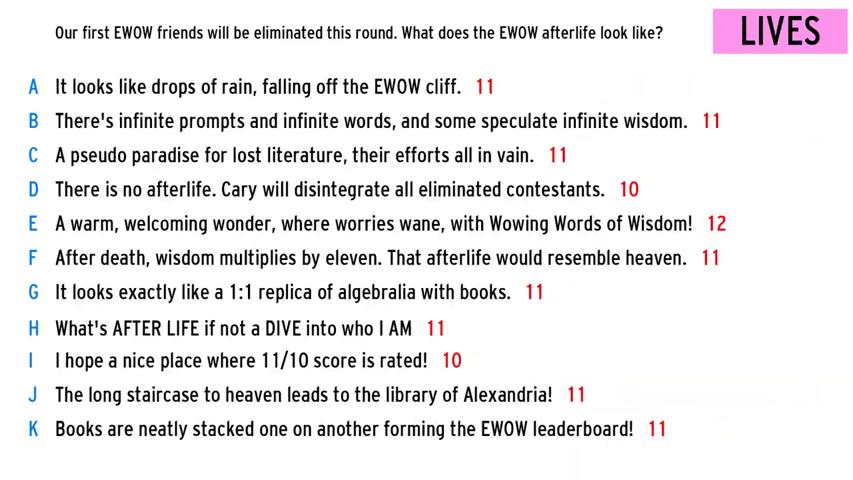 Our first EWOW friends will be eliminated this round. What does the EWOW afterlife look like?
LIVES
A It looks like drops of rain, falling off the EWOW cliff. 11
B There's infinite prompts and infinite words, and some speculate infinite wisdom. 11
C A pseudo paradise for lost literature, their efforts all in vain. 11
D There is no afterlife. Cary will disintegrate all eliminated contestants. 10
E A warm, welcoming wonder, where worries wane, with Wowing Words of Wisdom! 12
F After death, wisdom multiplies by eleven. That afterlife would resemble heaven. 11
G It looks exactly like a 1:1 replica of algebralia with books. 11
H What's AFTER LIFE if not a DIVE into who I AM 11
I I hope a nice place where 11/10 score is rated! 10
J The long staircase to heaven leads to the library of Alexandria! 11
K Books are neatly stacked one on another forming the EWOW leaderboard! 11